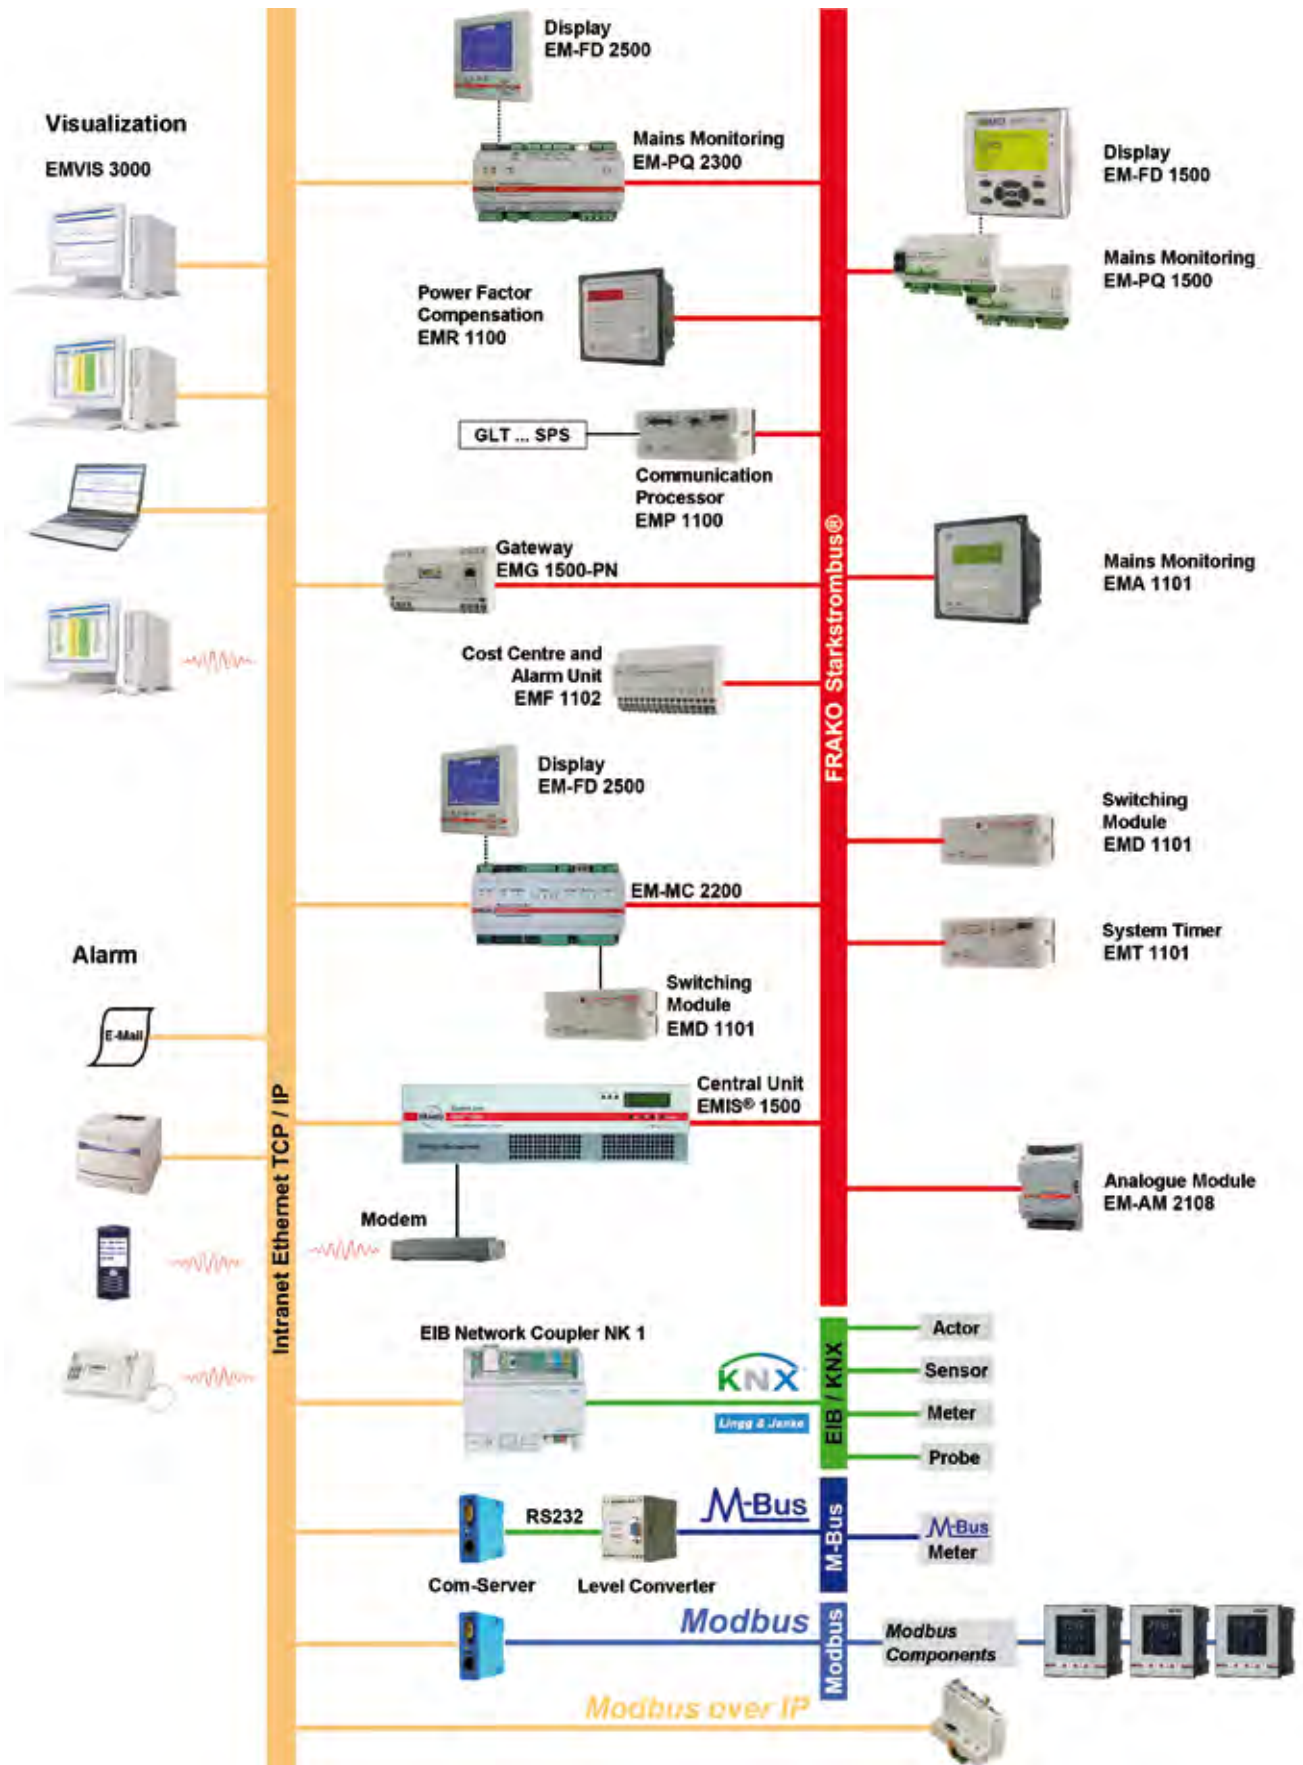 Display
EM-FD 2500
Visualization
EMVIS 3000
Mains Monitoring
EM-PQ 2300
Display
EM-FD 1500
Mains Monitoring
EM-PQ 1500
Power Factor
Compensation
EMR 1100
GLT ... SPS
Communication
Processor
EMP 1100
Gateway
EMG 1500-PN
FRAKO Starkstrombus®
Mains Monitoring
EMA 1101
Cost Centre and
Alarm Unit
EMF 1102
Display
EM-FD 2500
Switching
Module
EMD 1101
EM-MC 2200
System Timer
EMT 1101
Alarm
Switching
Module
EMD 1101
E-Mail
Central Unit
EMIS® 1500
Intranet Ethernet TCP / IP
Analogue Module
EM-AM 2108
Modem
EIB Network Coupler NK 1
KNX
Lingg & Janke
EIB / KNX
Actor
Sensor
Meter
Probe
RS232
M-Bus
M-Bus
M-Bus
Meter
Com-Server
Level Converter
Modbus
Modbus
Modbus
Components
Modbus over IP